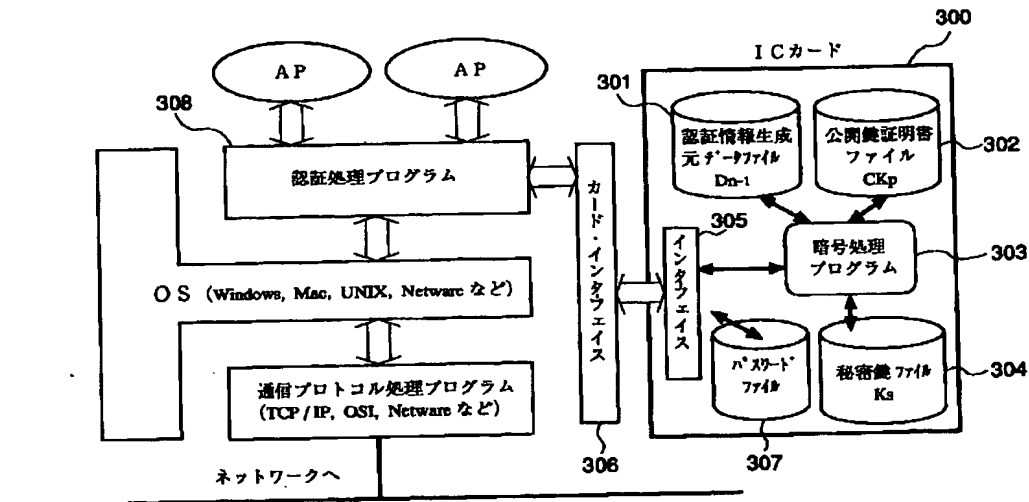 300
ICカード
AP
AP
308
301
認証情報生成
元データファイル
Dn-1
公開鍵証明書
ファイル
CKp
302
認証処理プログラム
カード・インタフェイス
305
インタフェイス
暗号処理
プログラム
303
OS (Windows, Mac, UNIX, Netware など)
通信プロトコル処理プログラム
(TCP/IP, OSI, Netware など)
パスワード
ファイル
秘密鍵ファイル
Ks
304
306
307
ネットワークへ